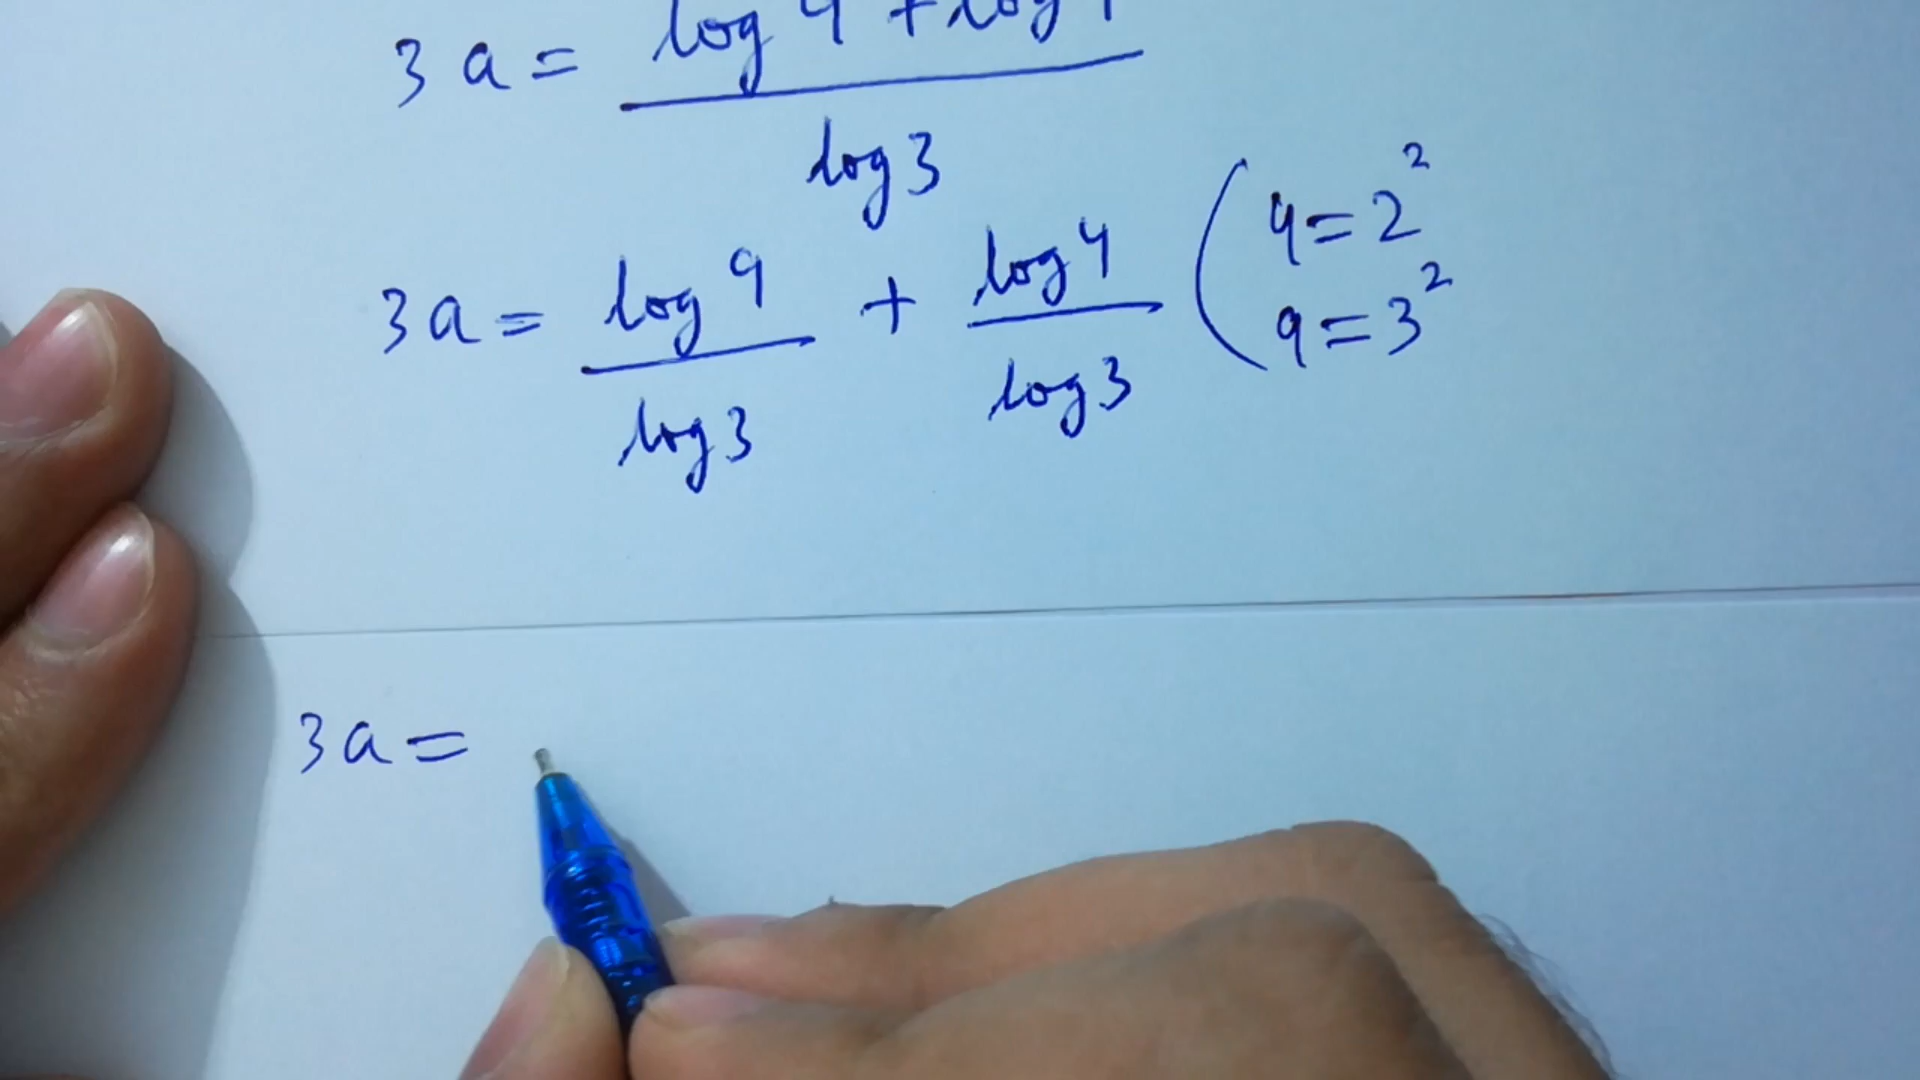 3a = log 9 + log 4
log 3
3a = log 9 / log 3 + log 4 / log 3 ( 4 = 2²
9 = 3²
3a =